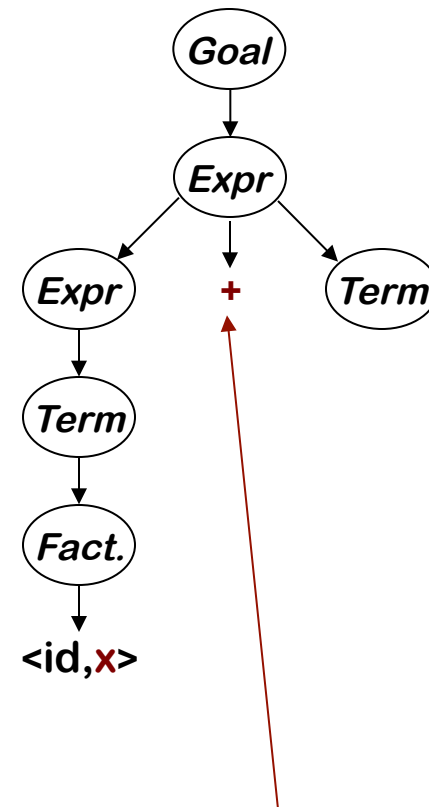 Goal
Expr
Expr + Term
Term
Fact.
<id,x>